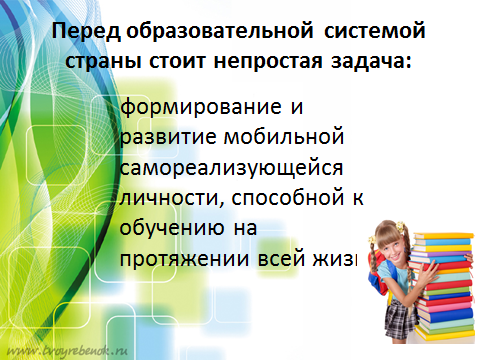 Перед образовательной системой
страны стоит непростая задача:
формирование и
развитие мобильной
самореализующейся
личности, способной к
обучению на
протяжении всей жиз
www.tvoyrebenok.ru